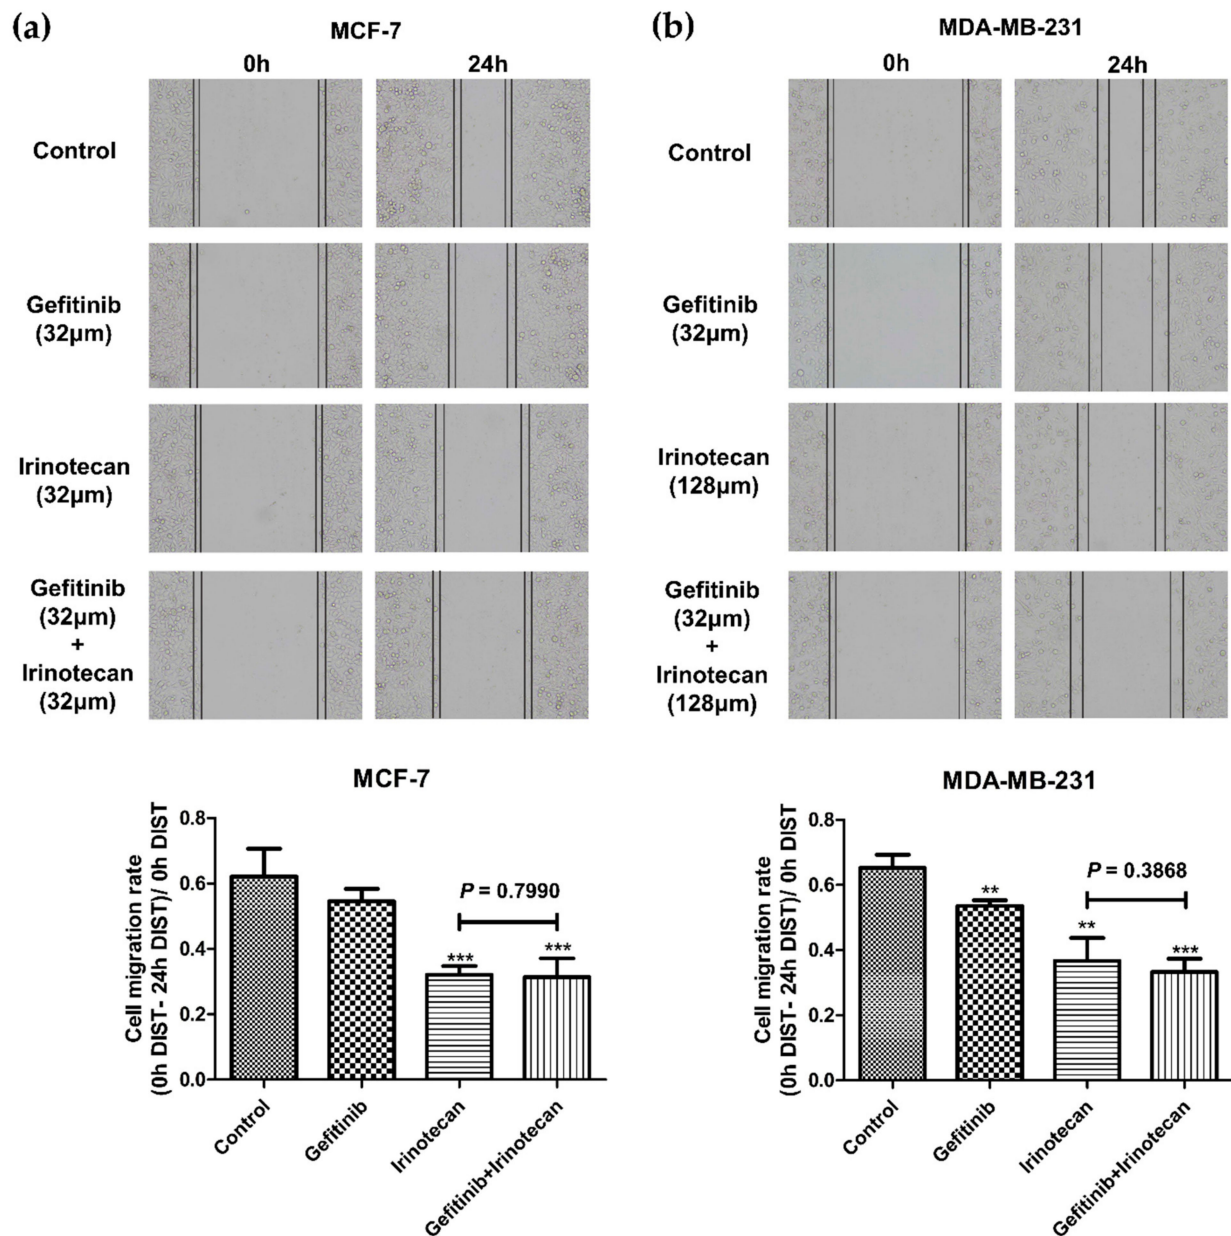 (a)
MCF-7
0h
24h
Control
Gefitinib
(32µm)
Irinotecan
(32µm)
Gefitinib
(32µm)
+
Irinotecan
(32µm)
MCF-7
Cell migration rate
(0h DIST- 24h DIST)/ 0h DIST
0.8
0.6
0.4
0.2
0.0
***
P = 0.7990
***
Control
Gefitinib
Irinotecan
Gefitinib+Irinotecan
(b)
MDA-MB-231
0h
24h
Control
Gefitinib
(32µm)
Irinotecan
(128µm)
Gefitinib
(32µm)
+
Irinotecan
(128µm)
MDA-MB-231
Cell migration rate
(0h DIST- 24h DIST)/ 0h DIST
0.8
0.6
0.4
0.2
0.0
**
**
P = 0.3868
***
Control
Gefitinib
Irinotecan
Gefitinib+Irinotecan